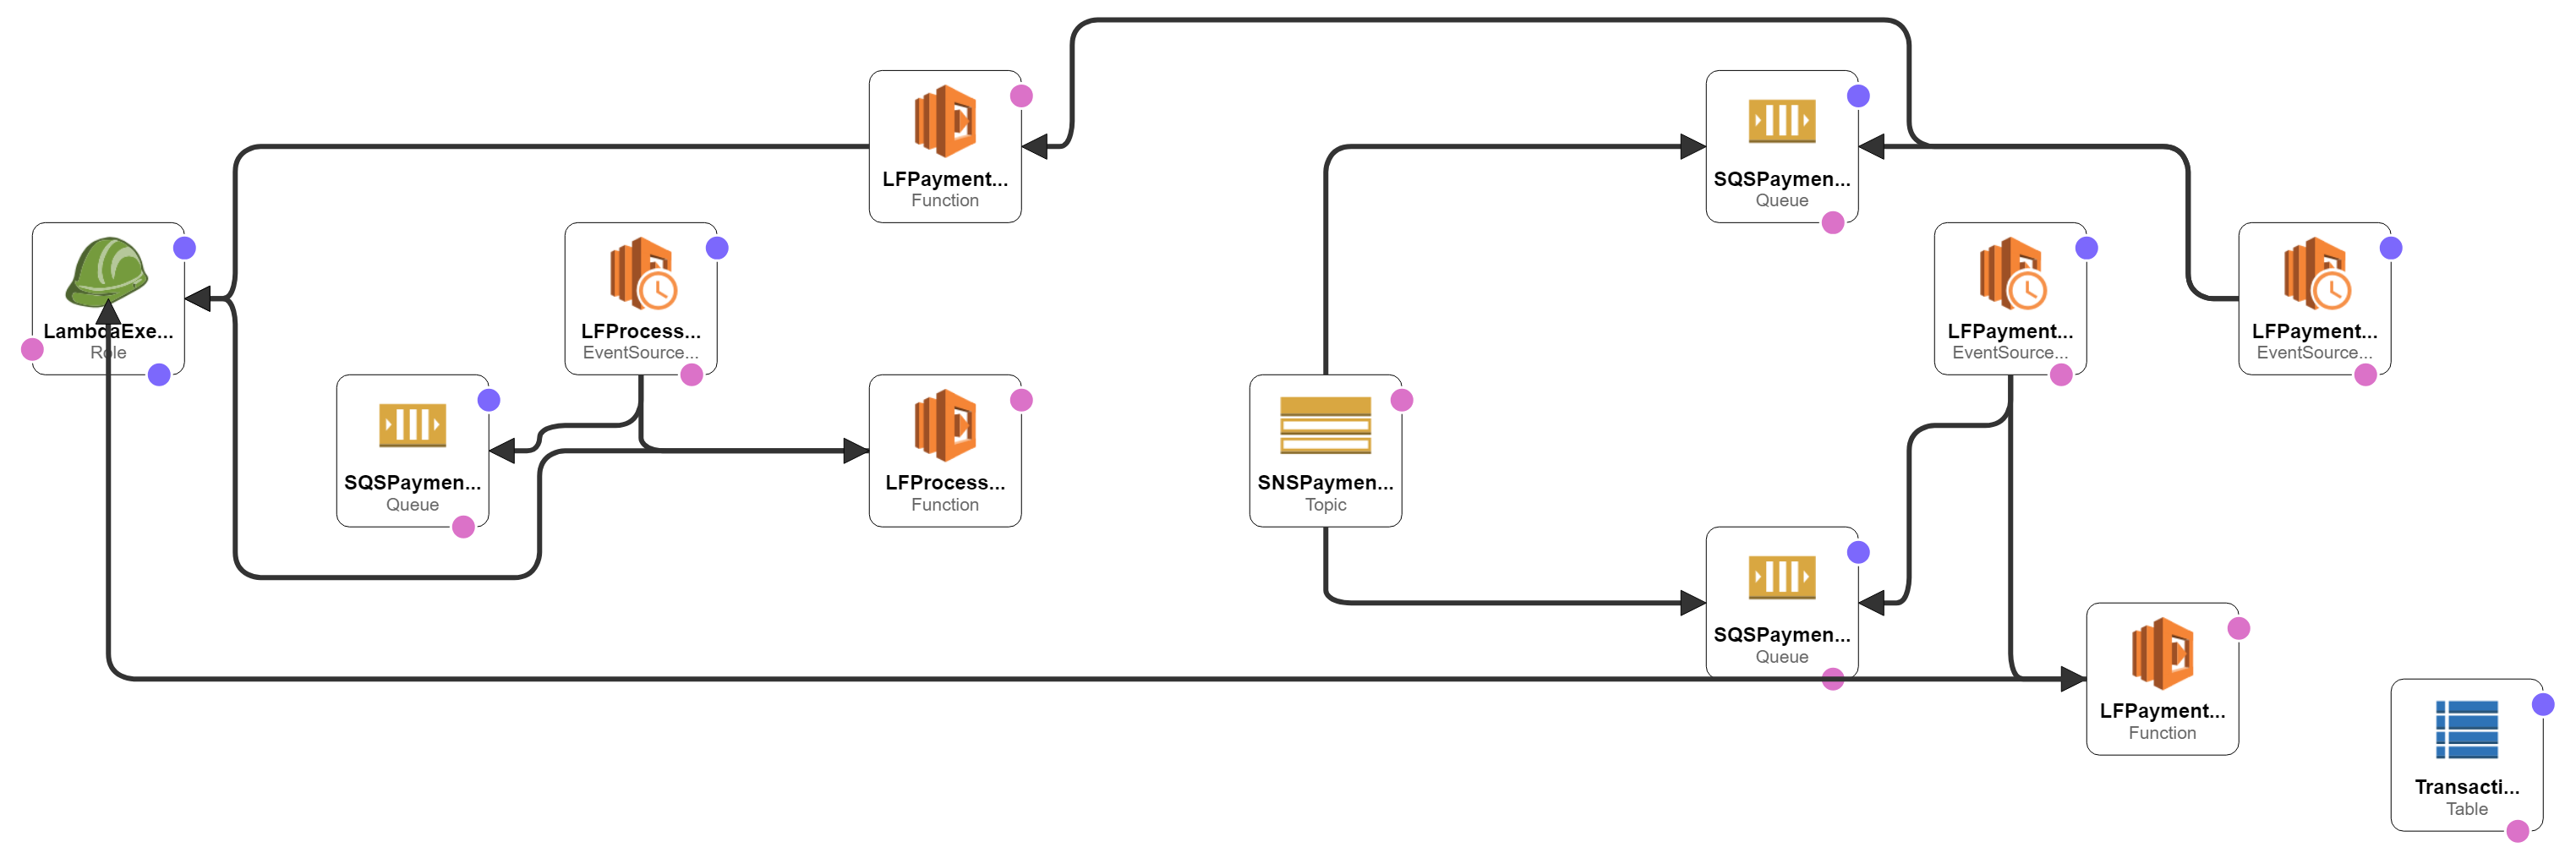 LFPayment...
Function
SQSPaymen...
Queue
LambdaExe...
Role
LFProcess...
EventSource...
LFPayment...
EventSource...
LFPayment...
EventSource...
SQSPaymen...
Queue
LFProcess...
Function
SNSPaymen...
Topic
SQSPaymen...
Queue
LFPayment...
Function
Transacti...
Table